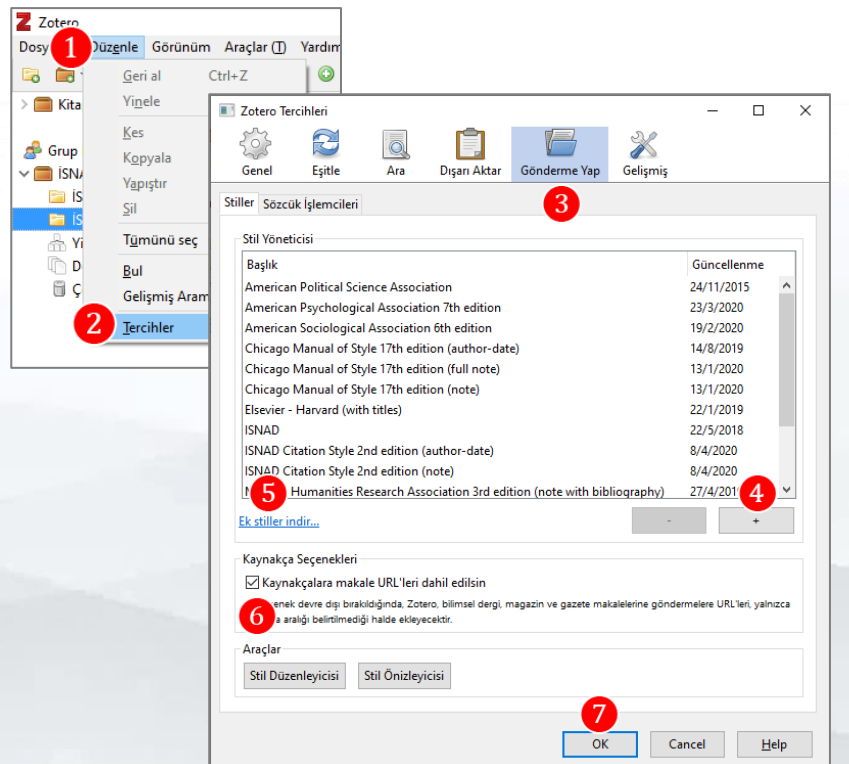 Zotero
Dosy
1
Düzenle
Görünüm
Araçlar (T)
Yardım
Geri al Ctrl+Z
Yinele
Kes
Kopyala
Yapıştır
Sil
Tümünü seç
Bul
Gelişmiş Aram
2
Tercihler
Kita
Grup
İSNA
İS
İS
Yi
D
Ç
Zotero Tercihleri
Genel
Eşitle
Ara
Dışarı Aktar
Gönderme Yap
Gelişmiş
3
Stiller
Sözcük İşlemcileri
Stil Yöneticisi
Başlık Güncellenme
American Political Science Association 24/11/2015
American Psychological Association 7th edition 23/3/2020
American Sociological Association 6th edition 19/2/2020
Chicago Manual of Style 17th edition (author-date) 14/8/2019
Chicago Manual of Style 17th edition (full note) 13/1/2020
Chicago Manual of Style 17th edition (note) 13/1/2020
Elsevier - Harvard (with titles) 22/1/2019
ISNAD 22/5/2018
ISNAD Citation Style 2nd edition (author-date) 8/4/2020
ISNAD Citation Style 2nd edition (note) 8/4/2020
Humanities Research Association 3rd edition (note with bibliography) 27/4/201
5
4
Ek stiller indir...
-
+
Kaynakça Seçenekleri
Kaynakçalara makale URL'leri dahil edilsin
enek devre dışı bırakıldığında, Zotero, bilimsel dergi, magazin ve gazete makalelerine göndermelere URL'leri, yalnızca
6
a aralığı belirtilmediği halde ekleyecektir.
Araçlar
Stil Düzenleyicisi
Stil Önizleyicisi
7
OK
Cancel
Help